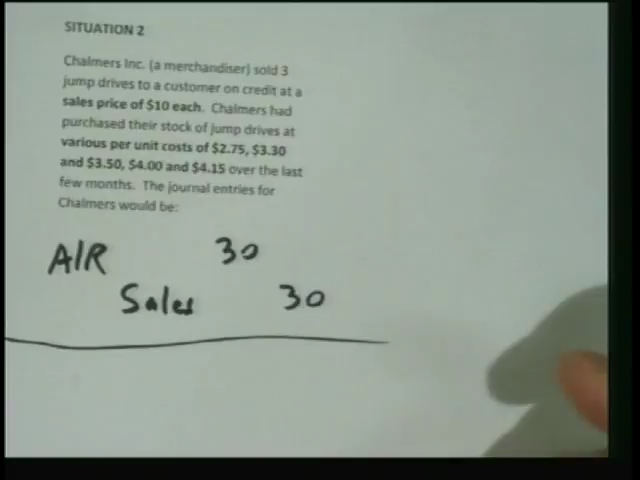 SITUATION 2
Chalmers Inc. (a merchandiser) sold 3
jump drives to a customer on credit at a
sales price of $10 each. Chalmers had
purchased their stock of jump drives at
various per unit costs of $2.75, $3.30
and $3.50, $4.00 and $4.15 over the last
few months. The journal entries for
Chalmers would be:
A/R 30
Sales 30